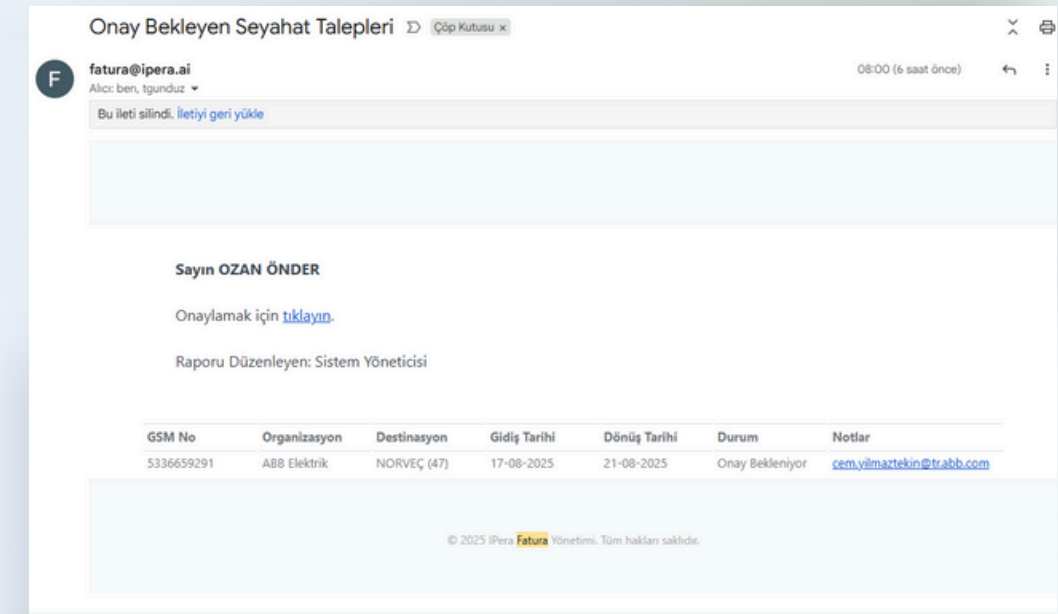 Onay Bekleyen Seyahat Talepleri Çöp Kutusu ×
F
fatura@ipera.ai 08:00 (6 saat önce)
Alıcı: ben, tgunduz
Bu ileti silindi. İletiyi geri yükle
Sayın OZAN ÖNDER
Onaylamak için tıklayın.
Raporu Düzenleyen: Sistem Yöneticisi
GSM No Organizasyon Destinasyon Gidiş Tarihi Dönüş Tarihi Durum Notlar
5336659291 ABB Elektrik NORVEÇ (47) 17-08-2025 21-08-2025 Onay Bekleniyor cem.yilmaztekin@tr.abb.com
© 2025 IPera Fatura Yönetimi. Tüm hakları saklıdır.